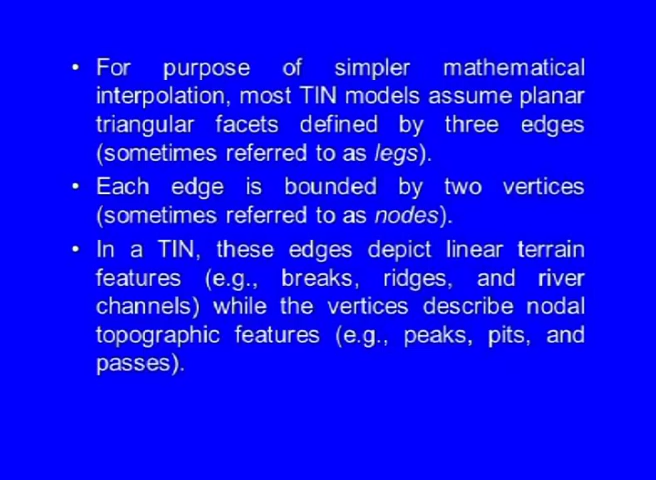 • For purpose of simpler mathematical
interpolation, most TIN models assume planar
triangular facets defined by three edges
(sometimes referred to as legs).
• Each edge is bounded by two vertices
(sometimes referred to as nodes).
• In a TIN, these edges depict linear terrain
features (e.g., breaks, ridges, and river
channels) while the vertices describe nodal
topographic features (e.g., peaks, pits, and
passes).